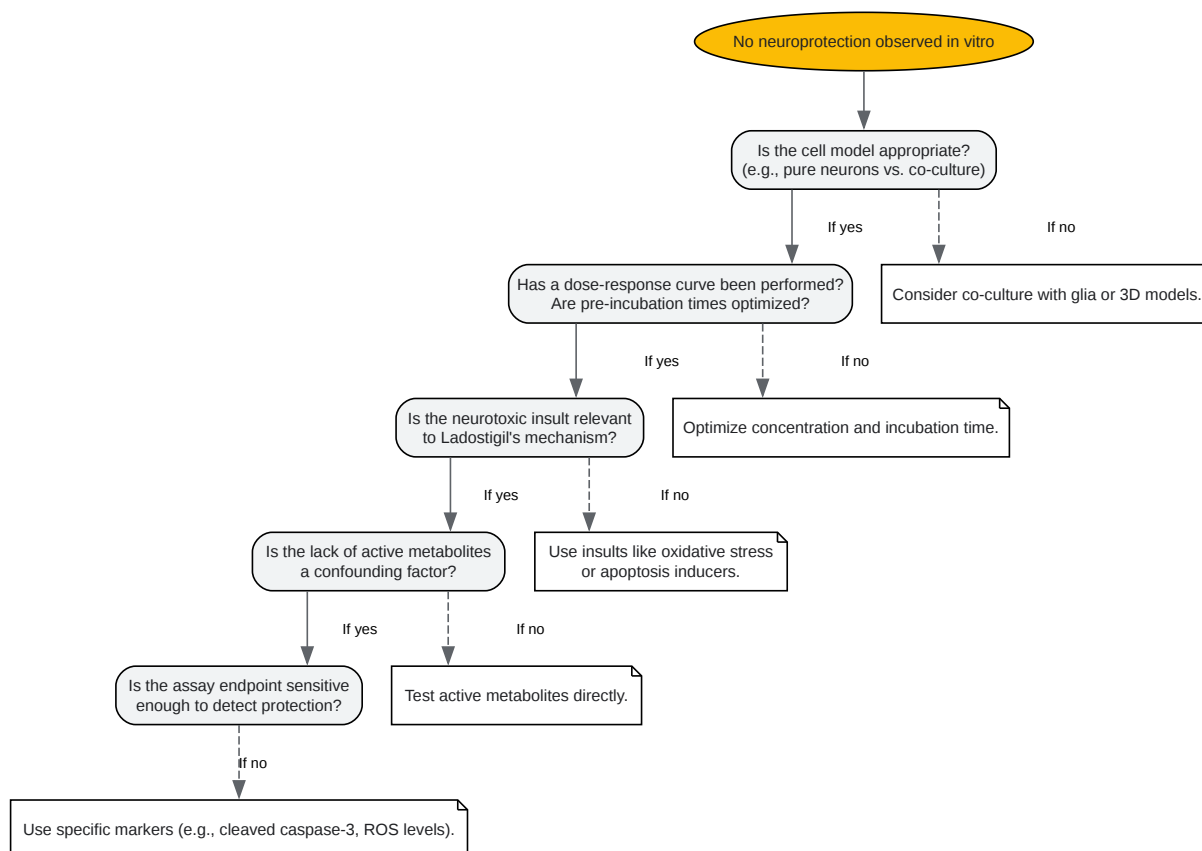 No neuroprotection observed in vitro
Is the cell model appropriate?
(e.g., pure neurons vs. co-culture)
If yes
If no
Has a dose-response curve been performed?
Are pre-incubation times optimized?
Consider co-culture with glia or 3D models.
If yes
If no
Is the neurotoxic insult relevant
to Ladostigil's mechanism?
Optimize concentration and incubation time.
If yes
If no
Is the lack of active metabolites
a confounding factor?
Use insults like oxidative stress
or apoptosis inducers.
If yes
If no
Is the assay endpoint sensitive
enough to detect protection?
Test active metabolites directly.
If no
Use specific markers (e.g., cleaved caspase-3, ROS levels).